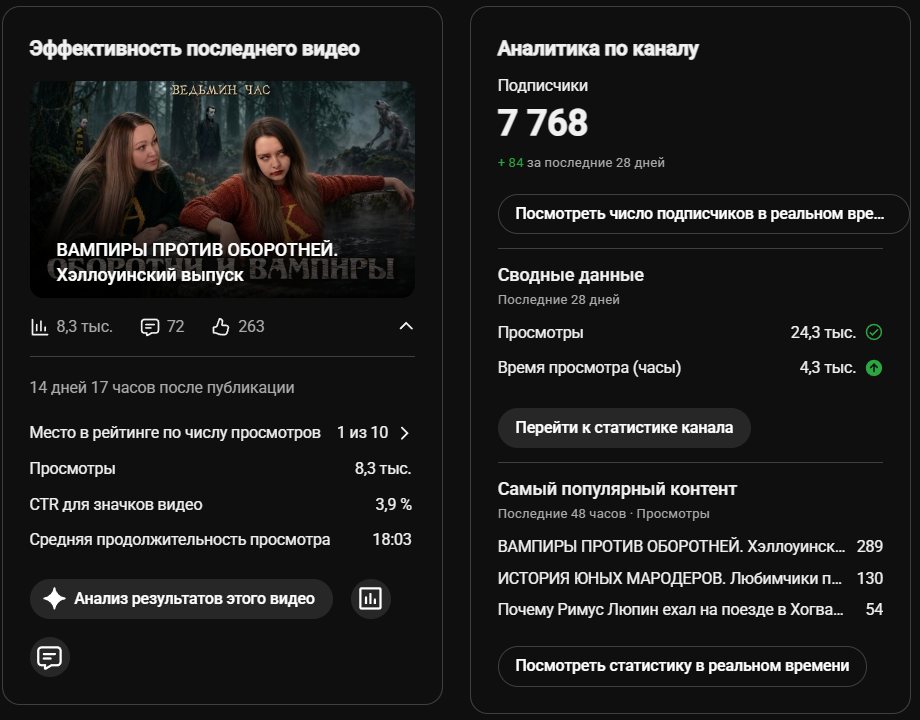 Эффективность последнего видео
ВЕДЬМИН ЧАС
ВАМПИРЫ ПРОТИВ ОБОРОТНЕЙ.
Хэллоуинский выпуск
ОБОРОТНИ И ВАМПИРЫ
8,3 тыс. 72 263
14 дней 17 часов после публикации
Место в рейтинге по числу просмотров 1 из 10
Просмотры 8,3 тыс.
CTR для значков видео 3,9 %
Средняя продолжительность просмотра 18:03
Анализ результатов этого видео
Аналитика по каналу
Подписчики
7 768
+ 84 за последние 28 дней
Посмотреть число подписчиков в реальном вре...
Сводные данные
Последние 28 дней
Просмотры 24,3 тыс.
Время просмотра (часы) 4,3 тыс.
Перейти к статистике канала
Самый популярный контент
Последние 48 часов · Просмотры
ВАМПИРЫ ПРОТИВ ОБОРОТНЕЙ. Хэллоуинск... 289
ИСТОРИЯ ЮНЫХ МАРОДЕРОВ. Любимчики п... 130
Почему Римус Люпин ехал на поезде в Хогва... 54
Посмотреть статистику в реальном времени